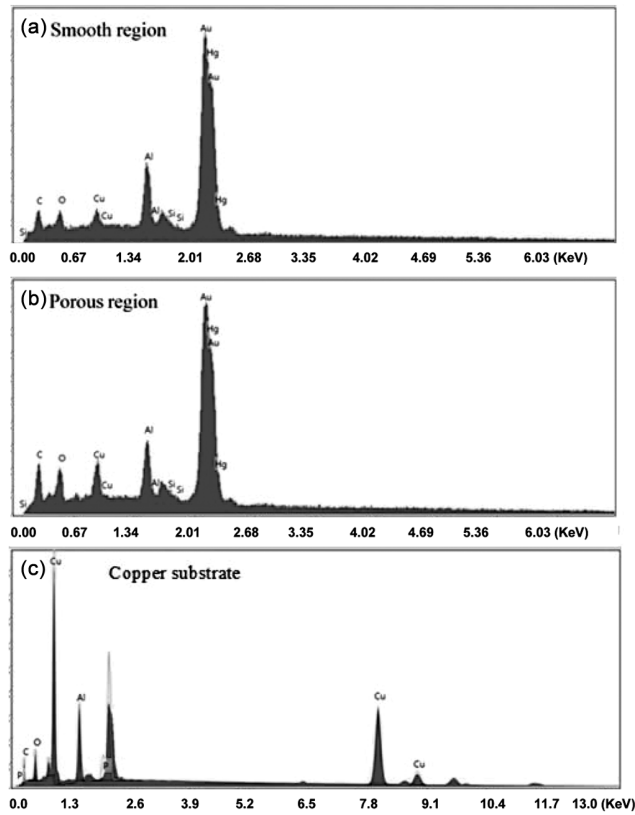 (a) Smooth region
Au
Hg
Au
Al
C
O
Cu
Cu
Al
Si
Si
Hg
Si
0.00 0.67 1.34 2.01 2.68 3.35 4.02 4.69 5.36 6.03 (KeV)
(b) Porous region
Au
Hg
Au
Al
C
O
Cu
Cu
Al
Si
Si
Hg
Si
0.00 0.67 1.34 2.01 2.68 3.35 4.02 4.69 5.36 6.03 (KeV)
(c) Copper substrate
Cu
Al
Cu
O
C
P
P
Cu
0.0 1.3 2.6 3.9 5.2 6.5 7.8 9.1 10.4 11.7 13.0 (KeV)